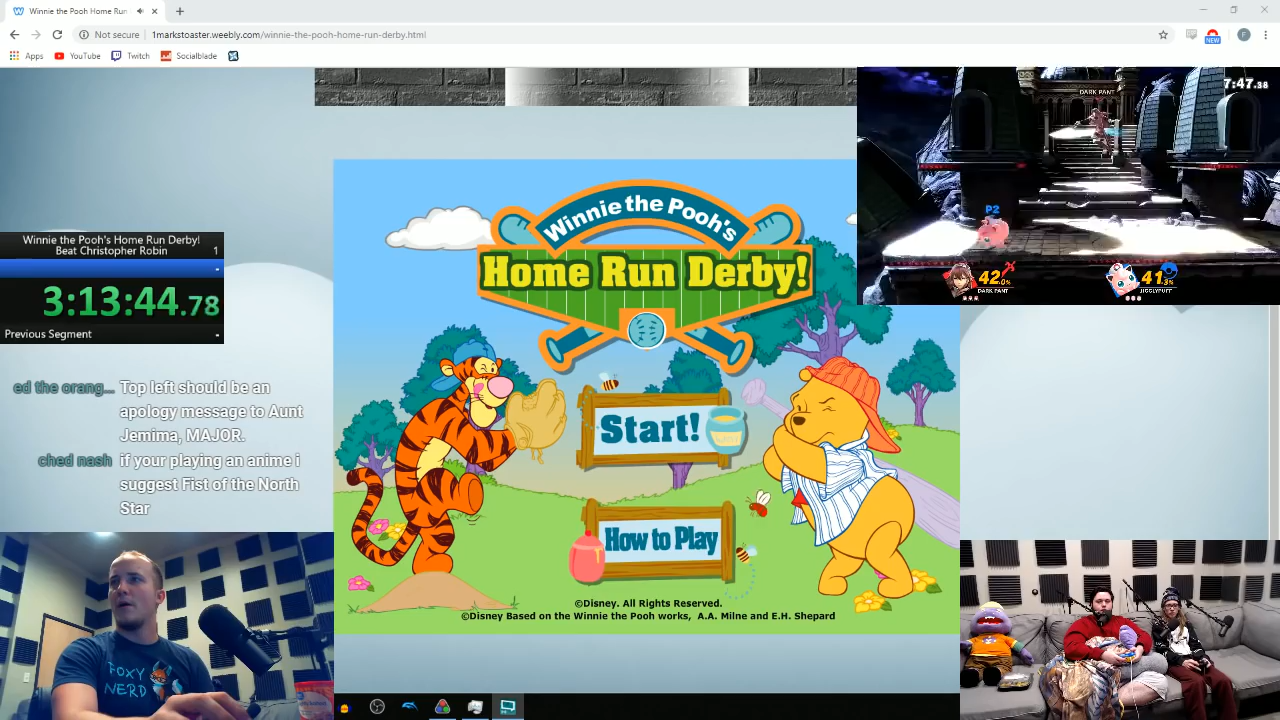 Winnie the Pooh Home Run
Not secure
1markstoaster.weebly.com/winnie-the-pooh-home-run-derby.html
NEW
F
Apps
YouTube
Twitch
Socialblade
7:47.38
DARK PANT
P2
42.0%
DARK PANT
41.3%
JIGGLYPUFF
Winnie the Pooh's
Home Run Derby!
Start!
How to Play
©Disney. All Rights Reserved.
©Disney Based on the Winnie the Pooh works, A.A. Milne and E.H. Shepard
Winnie the Pooh's Home Run Derby!
Beat Christopher Robin 1
-
3:13:44.78
Previous Segment -
ed the orang... Top left should be an
apology message to Aunt
Jemima, MAJOR.
ched nash if your playing an anime i
suggest Fist of the North
Star
FOXY
NERD